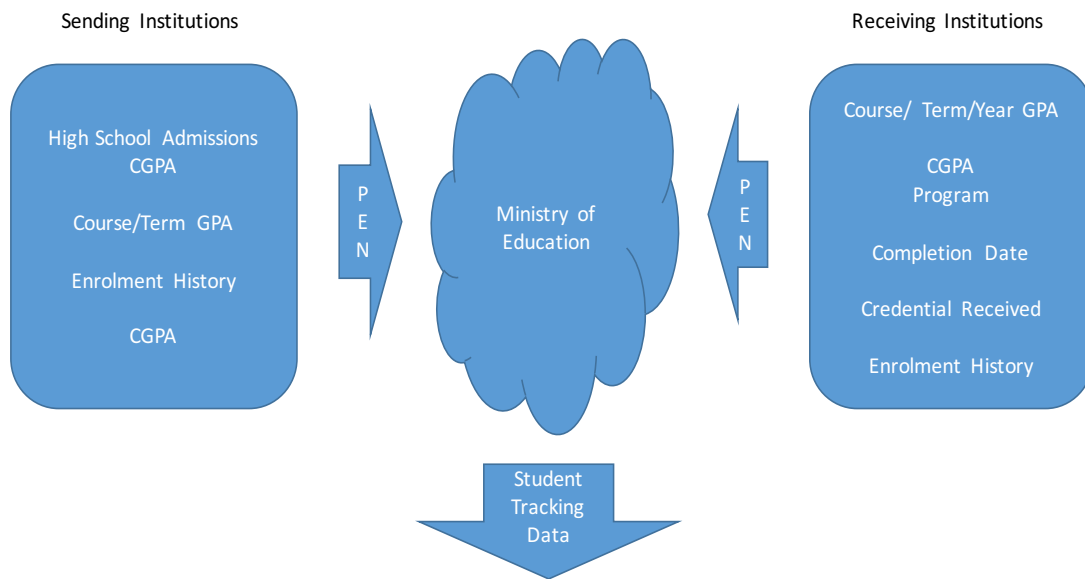 Sending Institutions
Receiving Institutions
High School Admissions
CGPA
Course/Term GPA
Enrolment History
CGPA
P
E
N
Ministry of
Education
P
E
N
Course/ Term/Year GPA
CGPA
Program
Completion Date
Credential Received
Enrolment History
Student
Tracking
Data